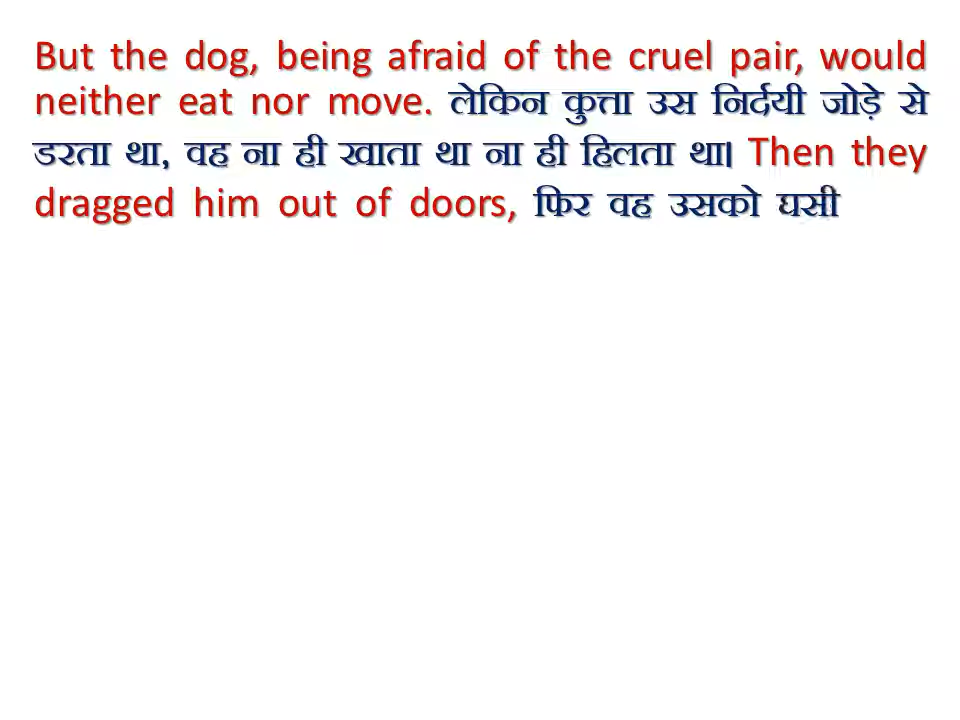 But the dog, being afraid of the cruel pair, would
neither eat nor move. लेकिन कुत्ता उस निर्दयी जोड़े से
डरता था, वह ना ही खाता था ना ही हिलता था। Then they
dragged him out of doors, फिर वह उसको घसी